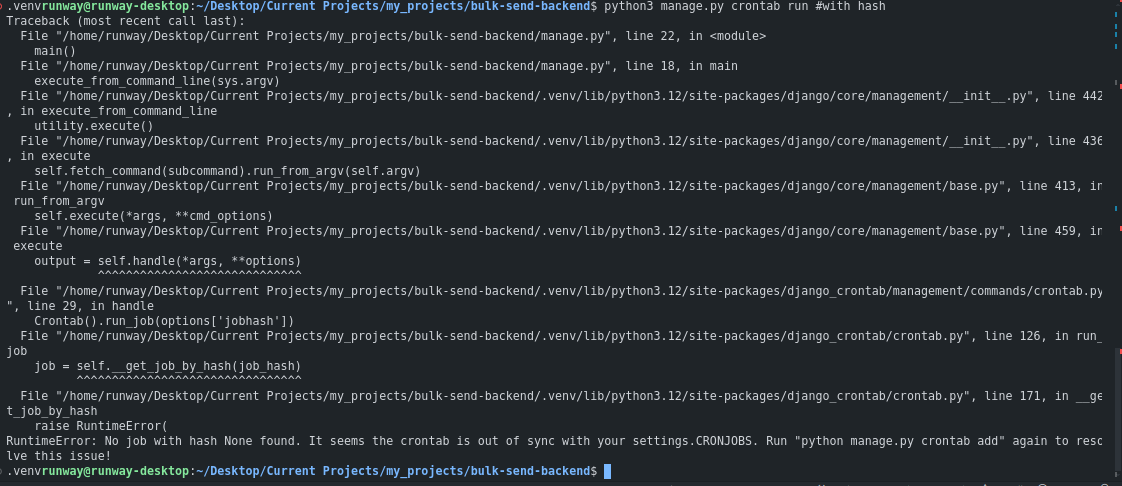 .venvrunway@runway-desktop:~/Desktop/Current Projects/my_projects/bulk-send-backend$ python3 manage.py crontab run #with hash
Traceback (most recent call last):
  File "/home/runway/Desktop/Current Projects/my_projects/bulk-send-backend/manage.py", line 22, in <module>
    main()
  File "/home/runway/Desktop/Current Projects/my_projects/bulk-send-backend/manage.py", line 18, in main
    execute_from_command_line(sys.argv)
  File "/home/runway/Desktop/Current Projects/my_projects/bulk-send-backend/.venv/lib/python3.12/site-packages/django/core/management/__init__.py", line 442
, in execute_from_command_line
    utility.execute()
  File "/home/runway/Desktop/Current Projects/my_projects/bulk-send-backend/.venv/lib/python3.12/site-packages/django/core/management/__init__.py", line 436
, in execute
    self.fetch_command(subcommand).run_from_argv(self.argv)
  File "/home/runway/Desktop/Current Projects/my_projects/bulk-send-backend/.venv/lib/python3.12/site-packages/django/core/management/base.py", line 413, in
 run_from_argv
    self.execute(*args, **cmd_options)
  File "/home/runway/Desktop/Current Projects/my_projects/bulk-send-backend/.venv/lib/python3.12/site-packages/django/core/management/base.py", line 459, in
 execute
    output = self.handle(*args, **options)
             ^^^^^^^^^^^^^^^^^^^^^^^^^^^^^
  File "/home/runway/Desktop/Current Projects/my_projects/bulk-send-backend/.venv/lib/python3.12/site-packages/django_crontab/management/commands/crontab.py
", line 29, in handle
    Crontab().run_job(options['jobhash'])
  File "/home/runway/Desktop/Current Projects/my_projects/bulk-send-backend/.venv/lib/python3.12/site-packages/django_crontab/crontab.py", line 126, in run_
job
    job = self.__get_job_by_hash(job_hash)
          ^^^^^^^^^^^^^^^^^^^^^^^^^^^^^^^^
  File "/home/runway/Desktop/Current Projects/my_projects/bulk-send-backend/.venv/lib/python3.12/site-packages/django_crontab/crontab.py", line 171, in __ge
t_job_by_hash
    raise RuntimeError(
RuntimeError: No job with hash None found. It seems the crontab is out of sync with your settings.CRONJOBS. Run "python manage.py crontab add" again to reso
lve this issue!
.venvrunway@runway-desktop:~/Desktop/Current Projects/my_projects/bulk-send-backend$